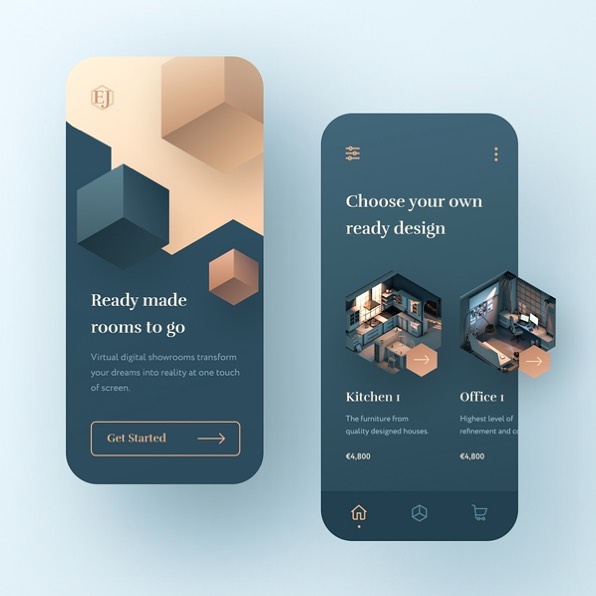 EJ
Ready made
rooms to go
Virtual digital showrooms transform
your dreams into reality at one touch
of screen.
Get Started
Choose your own
ready design
Kitchen 1
The furniture from
quality designed houses.
€4,800
Office 1
Highest level of
refinement and co
€4,800